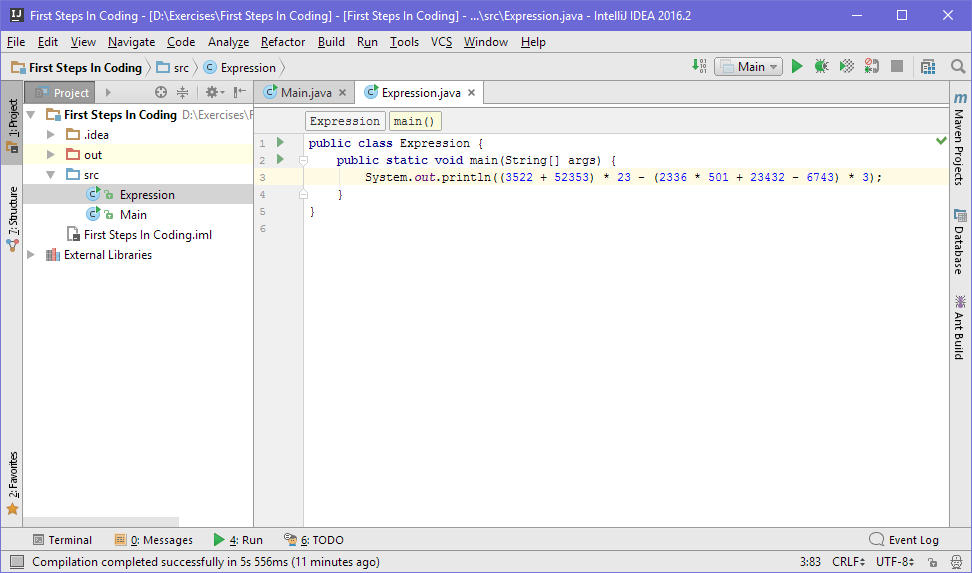 First Steps In Coding - [D:\Exercises\First Steps In Coding] - [First Steps In Coding] - ...\src\Expression.java - IntelliJ IDEA 2016.2
File Edit View Navigate Code Analyze Refactor Build Run Tools VCS Window Help
First Steps In Coding src Expression Main
Project Main.java Expression.java
1: Project
7: Structure
2: Favorites
First Steps In Coding D:\Exercises\F
.idea
out
src
Expression
Main
First Steps In Coding.iml
External Libraries
Expression main()
1 public class Expression {
2 public static void main(String[] args) {
3 System.out.println((3522 + 52353) * 23 - (2336 * 501 + 23432 - 6743) * 3);
4 }
5 }
6
Maven Projects
Database
Ant Build
Terminal 0: Messages 4: Run 6: TODO Event Log
Compilation completed successfully in 5s 556ms (11 minutes ago) 3:83 CRLF UTF-8